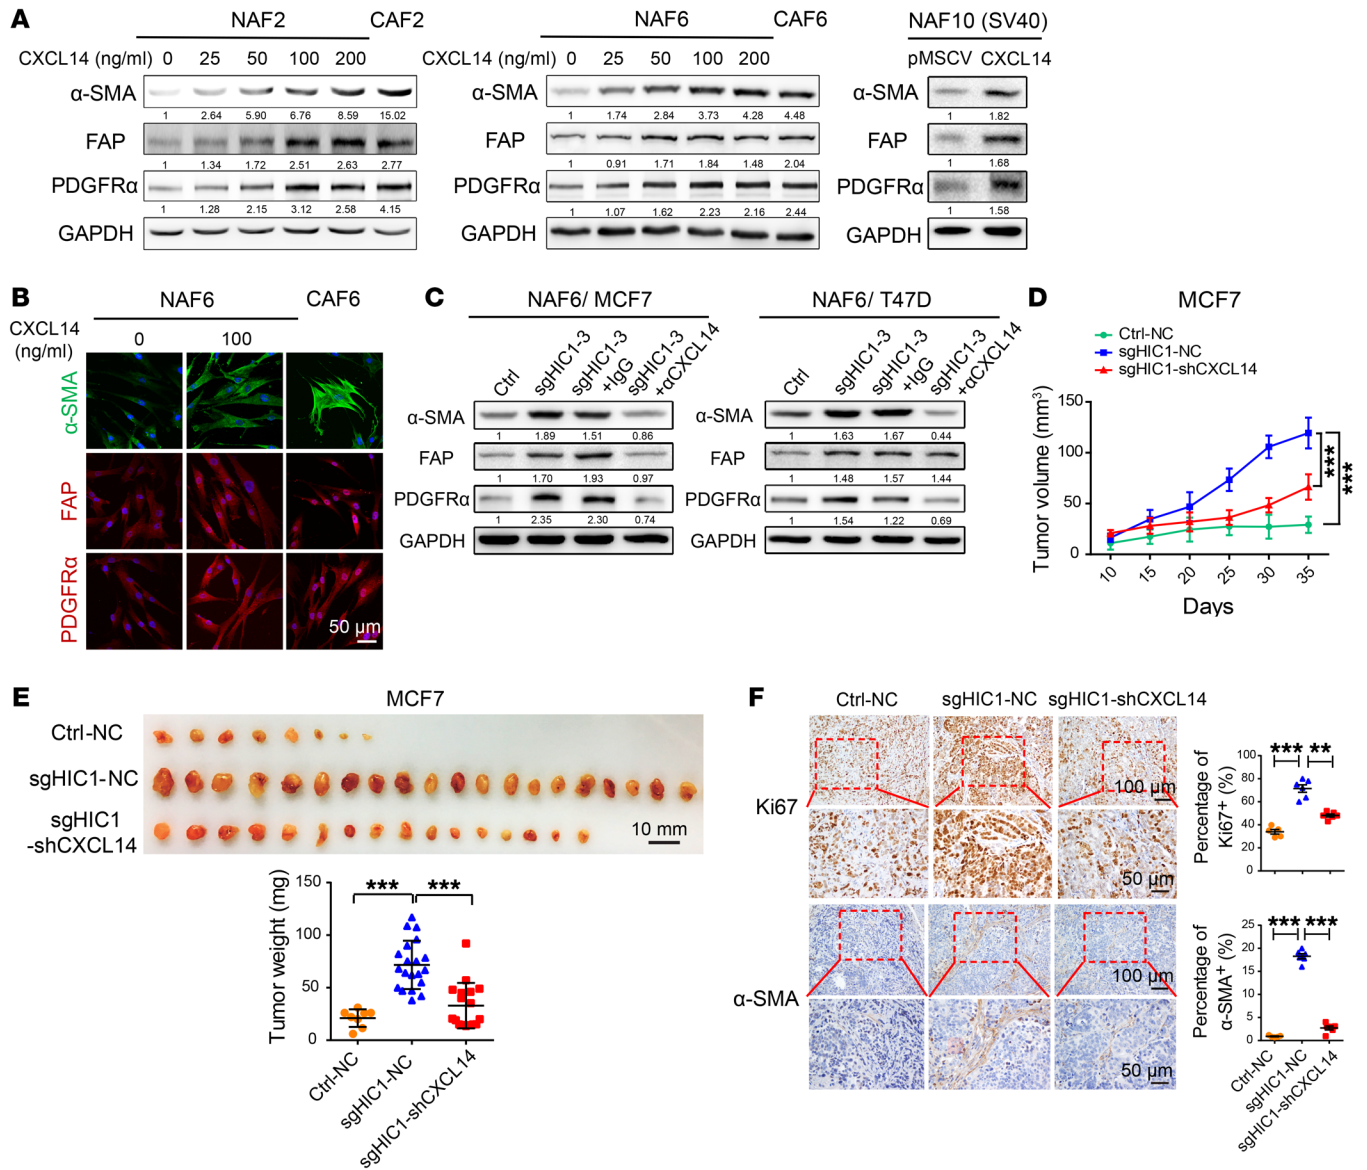 A
NAF2 CAF2
CXCL14 (ng/ml) 0 25 50 100 200
α-SMA
1 2.64 5.90 6.76 8.59 15.02
FAP
1 1.34 1.72 2.51 2.63 2.77
PDGFRα
1 1.28 2.15 3.12 2.58 4.15
GAPDH
NAF6 CAF6
CXCL14 (ng/ml) 0 25 50 100 200
α-SMA
1 1.74 2.84 3.73 4.28 4.48
FAP
1 0.91 1.71 1.84 1.48 2.04
PDGFRα
1 1.07 1.62 2.23 2.16 2.44
GAPDH
NAF10 (SV40)
pMSCV CXCL14
α-SMA
1 1.82
FAP
1 1.68
PDGFRα
1 1.58
GAPDH
B
NAF6 CAF6
CXCL14
(ng/ml)
0 100
α-SMA
FAP
PDGFRα
50 μm
C
NAF6/ MCF7
Ctrl
sgHIC1-3
sgHIC1-3
+IgG
sgHIC1-3
+αCXCL14
α-SMA
1 1.89 1.51 0.86
FAP
1 1.70 1.93 0.97
PDGFRα
1 2.35 2.30 0.74
GAPDH
NAF6/ T47D
Ctrl
sgHIC1-3
sgHIC1-3
+IgG
sgHIC1-3
+αCXCL14
α-SMA
1 1.63 1.67 0.44
FAP
1 1.48 1.57 1.44
PDGFRα
1 1.54 1.22 0.69
GAPDH
D
MCF7
Ctrl-NC
sgHIC1-NC
sgHIC1-shCXCL14
Tumor volume (mm³)
150
100
50
0
10 15 20 25 30 35
Days
***
***
E
MCF7
Ctrl-NC
sgHIC1-NC
sgHIC1
-shCXCL14
10 mm
Tumor weight (mg)
150
100
50
0
*** ***
Ctrl-NC
sgHIC1-NC
sgHIC1-shCXCL14
F
Ctrl-NC sgHIC1-NC sgHIC1-shCXCL14
Ki67
100 μm
50 μm
α-SMA
100 μm
50 μm
Percentage of
Ki67⁺ (%)
100
80
60
40
20
0
*** **
Percentage of
α-SMA⁺ (%)
25
20
15
10
5
0
*** ***
Ctrl-NC
sgHIC1-NC
sgHIC1-shCXCL14